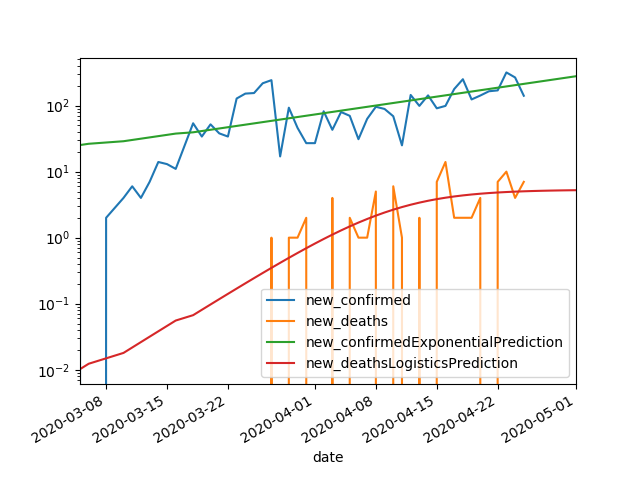 10²
10¹
10⁰
10⁻¹
10⁻²
new_confirmed
new_deaths
new_confirmedExponentialPrediction
new_deathsLogisticsPrediction
2020-03-08
2020-03-15
2020-03-22
2020-04-01
2020-04-08
2020-04-15
2020-04-22
2020-05-01
date